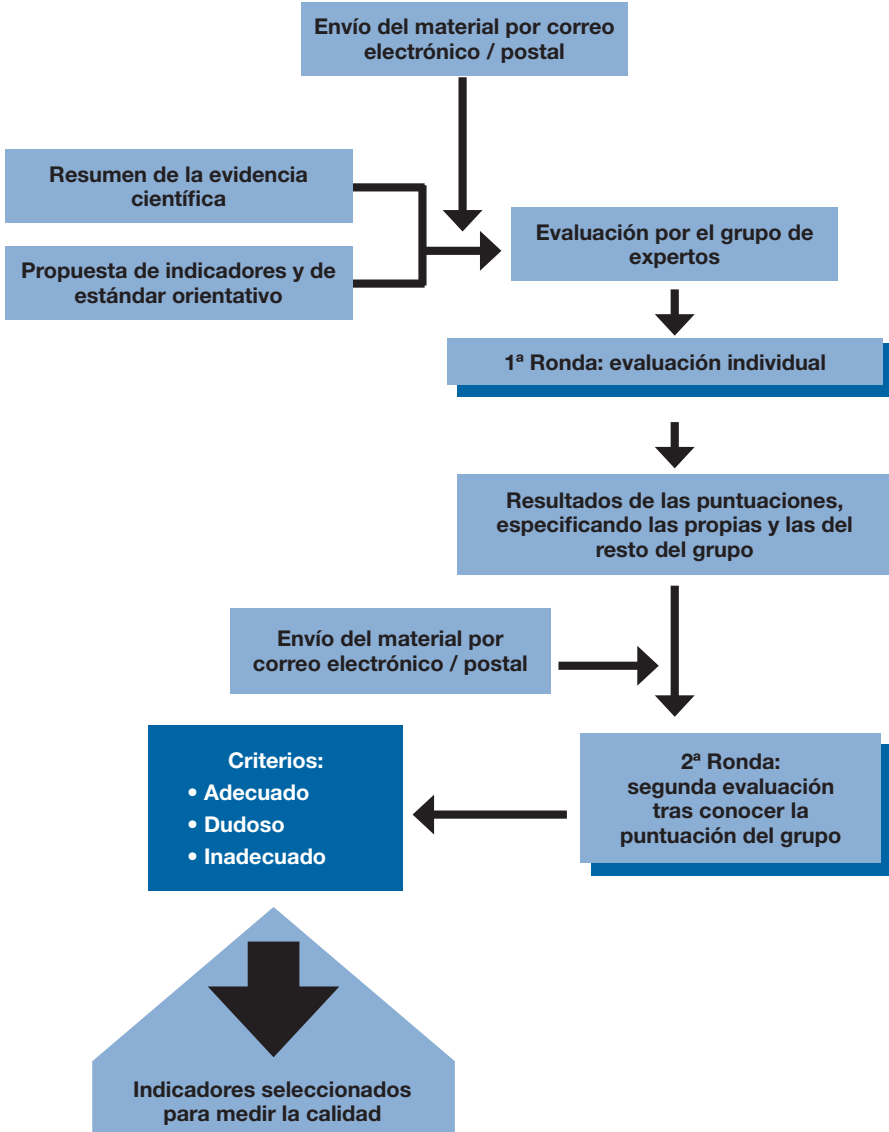 Envío del material por correo
electrónico / postal
Resumen de la evidencia
científica
Propuesta de indicadores y de
estándar orientativo
Evaluación por el grupo de
expertos
1ª Ronda: evaluación individual
Resultados de las puntuaciones,
especificando las propias y las del
resto del grupo
Envío del material por
correo electrónico / postal
2ª Ronda:
segunda evaluación
tras conocer la
puntuación del grupo
Criterios:
• Adecuado
• Dudoso
• Inadecuado
Indicadores seleccionados
para medir la calidad